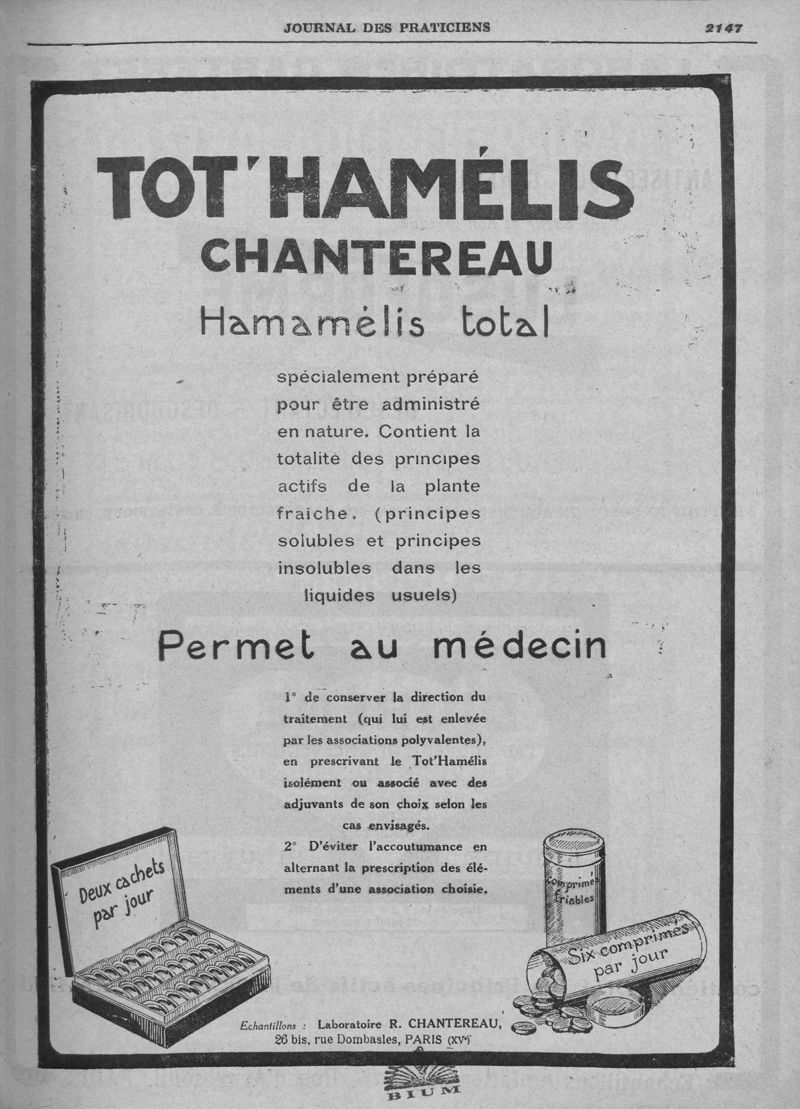 JOURNAL DES PRATICIENS 2147
TOT'HAMÉLIS
CHANTEREAU
Hamamélis total
spécialement préparé
pour être administré
en nature. Contient la
totalité des principes
actifs de la plante
fraîche. (principes
solubles et principes
insolubles dans les
liquides usuels)
Permet au médecin
1° de conserver la direction du
traitement (qui lui est enlevée
par les associations polyvalentes),
en prescrivant le Tot'Hamélis
isolément ou associé avec des
adjuvants de son choix selon les
cas envisagés.
2° D'éviter l'accoutumance en
alternant la prescription des élé-
ments d'une association choisie.
Deux cachets
par jour
Comprimés
friables
Six comprimés
par jour
Echantillons : Laboratoire R. CHANTEREAU,
26 bis, rue Dombasles, PARIS (XVe)
BIUM